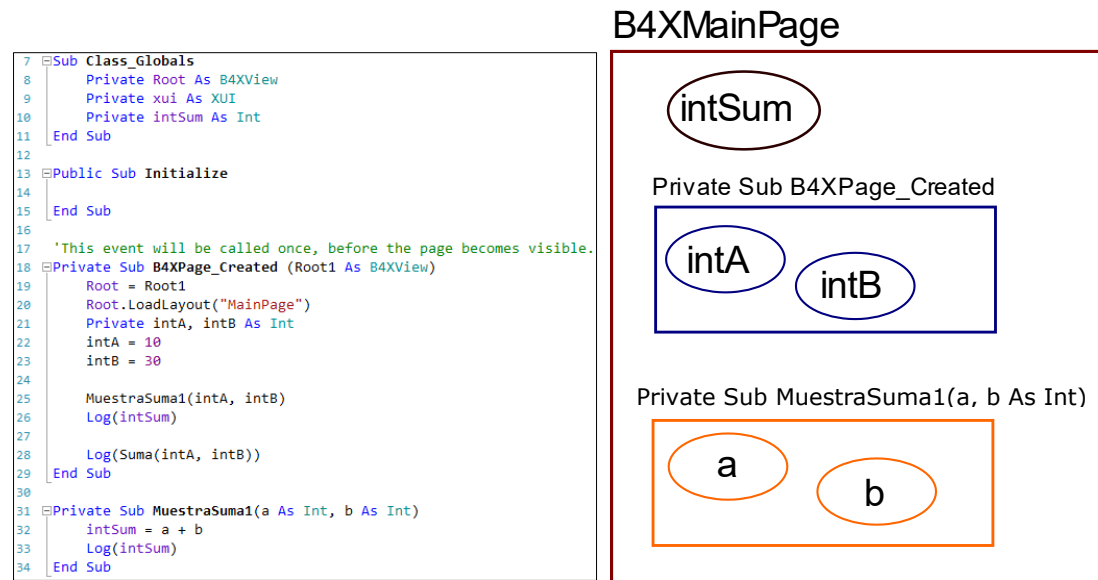 B4XMainPage
7 Sub Class_Globals
8 Private Root As B4XView
9 Private xui As XUI
10 Private intSum As Int
11 End Sub
12
13 Public Sub Initialize
14
15 End Sub
16
17 'This event will be called once, before the page becomes visible.
18 Private Sub B4XPage_Created (Root1 As B4XView)
19 Root = Root1
20 Root.LoadLayout("MainPage")
21 Private intA, intB As Int
22 intA = 10
23 intB = 30
24
25 MuestraSuma1(intA, intB)
26 Log(intSum)
27
28 Log(Suma(intA, intB))
29 End Sub
30
31 Private Sub MuestraSuma1(a As Int, b As Int)
32 intSum = a + b
33 Log(intSum)
34 End Sub
intSum
Private Sub B4XPage_Created
intA
intB
Private Sub MuestraSuma1(a, b As Int)
a
b